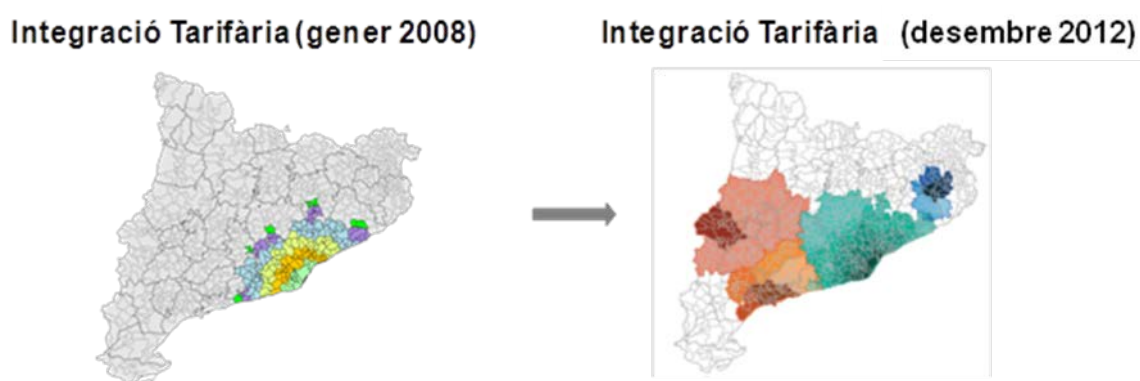 Integració Tarifària (gener 2008)
Integració Tarifària (desembre 2012)